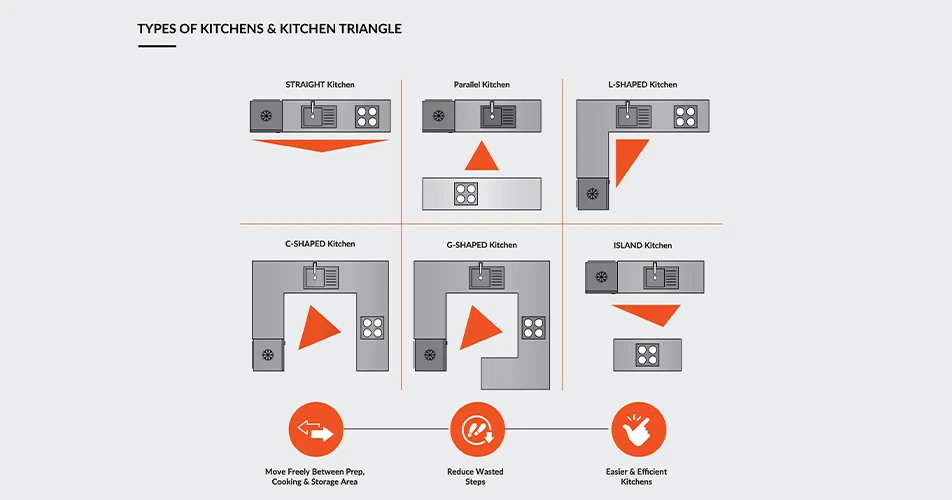 TYPES OF KITCHENS & KITCHEN TRIANGLE
STRAIGHT Kitchen
Parallel Kitchen
L-SHAPED Kitchen
C-SHAPED Kitchen
G-SHAPED Kitchen
ISLAND Kitchen
Move Freely Between Prep,
Cooking & Storage Area
Reduce Wasted
Steps
Easier & Efficient
Kitchens